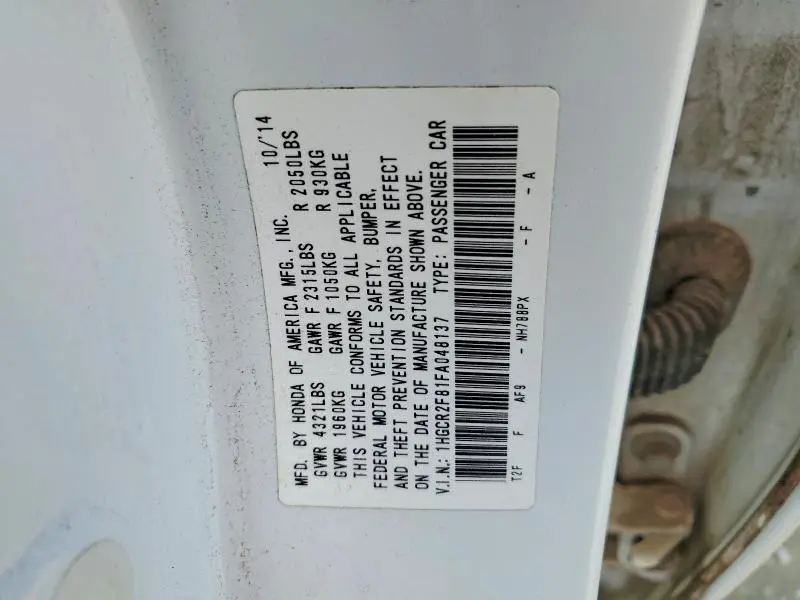 MFD. BY HONDA OF AMERICA MFG., INC. 10/'14
GVWR 4321LBS GAWR F 2315LBS R 2050LBS
GVWR 1960KG GAWR F 1050KG R 930KG
THIS VEHICLE CONFORMS TO ALL APPLICABLE
FEDERAL MOTOR VEHICLE SAFETY, BUMPER,
AND THEFT PREVENTION STANDARDS IN EFFECT
ON THE DATE OF MANUFACTURE SHOWN ABOVE.
V.I.N.: 1HGCR2F81FA048137 TYPE: PASSENGER CAR
T2F F AF9 - NH788PX - F - A